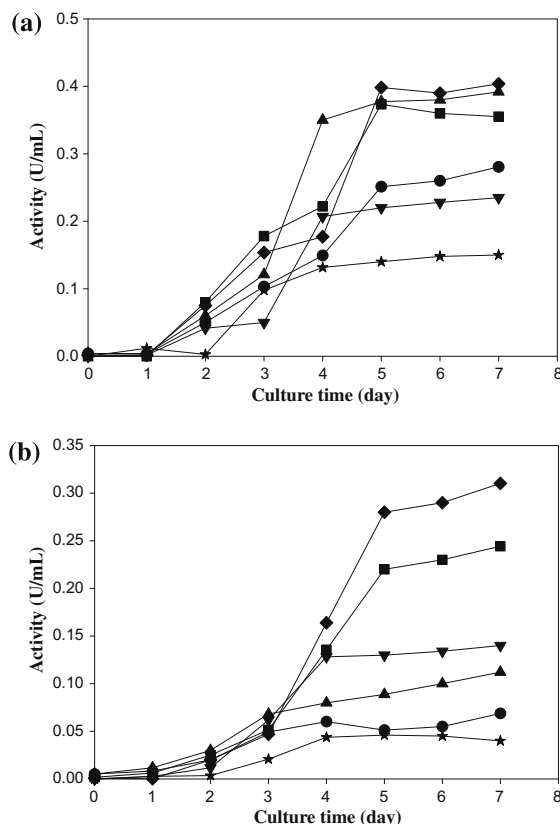 (a)
0.5
0.4
0.3
0.2
0.1
0.0
Activity (U/mL)
0 1 2 3 4 5 6 7 8
Culture time (day)
(b)
0.35
0.30
0.25
0.20
0.15
0.10
0.05
0.00
Activity (U/mL)
0 1 2 3 4 5 6 7 8
Culture time (day)